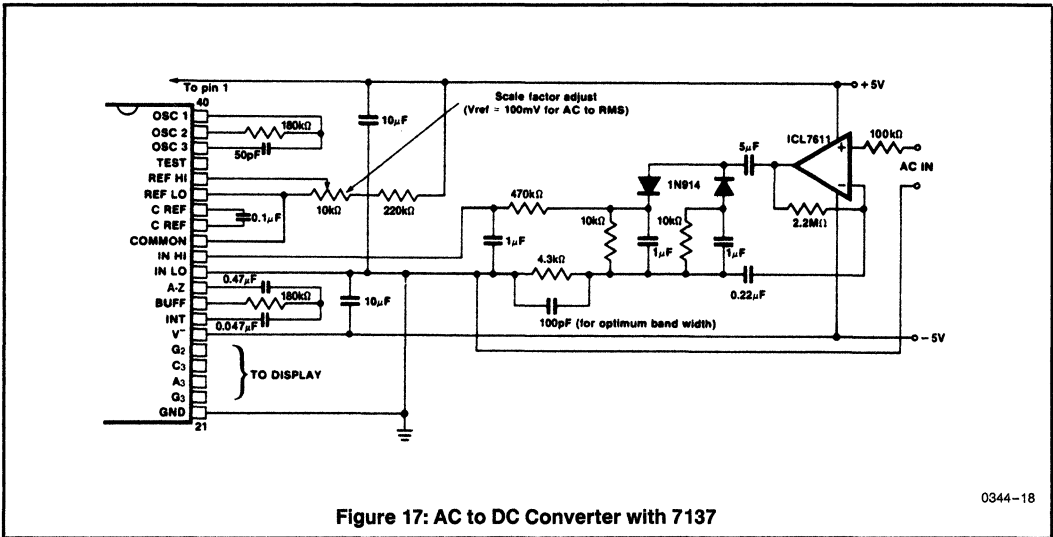 To pin 1
+ 5V
40
OSC 1
OSC 2
OSC 3
TEST
REF HI
REF LO
C REF
C REF
COMMON
IN HI
IN LO
A-Z
BUFF
INT
V−
G2
C3
A3
G3
GND
21
180kΩ
50pF
0.1μF
0.47μF
180kΩ
0.047μF
TO DISPLAY
10μF
Scale factor adjust
(Vref = 100mV for AC to RMS)
10kΩ
220kΩ
470kΩ
1μF
10μF
4.3kΩ
100pF (for optimum band width)
10kΩ
1μF
10kΩ
1μF
1N914
5μF
ICL7611
+
−
100kΩ
AC IN
2.2MΩ
0.22μF
− 5V
0344–18
Figure 17: AC to DC Converter with 7137